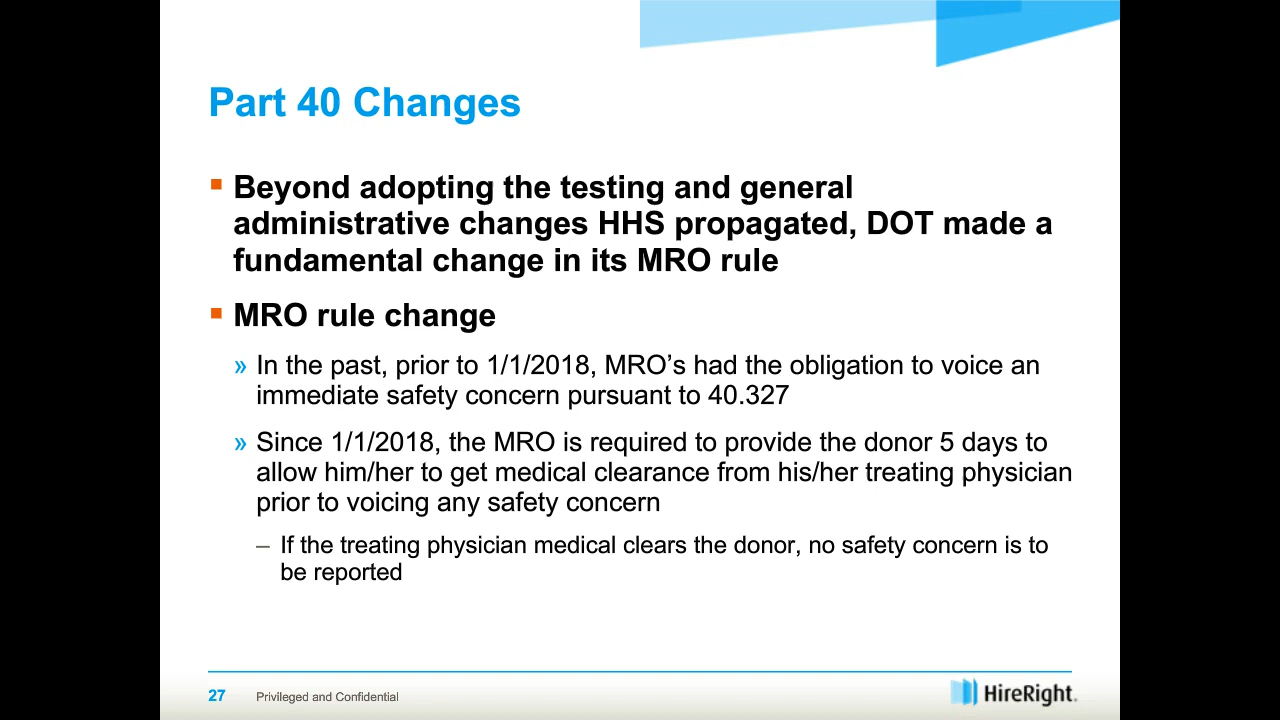 Part 40 Changes
▪ Beyond adopting the testing and general
administrative changes HHS propagated, DOT made a
fundamental change in its MRO rule
▪ MRO rule change
» In the past, prior to 1/1/2018, MRO’s had the obligation to voice an
immediate safety concern pursuant to 40.327
» Since 1/1/2018, the MRO is required to provide the donor 5 days to
allow him/her to get medical clearance from his/her treating physician
prior to voicing any safety concern
– If the treating physician medical clears the donor, no safety concern is to
be reported
27 Privileged and Confidential
HireRight